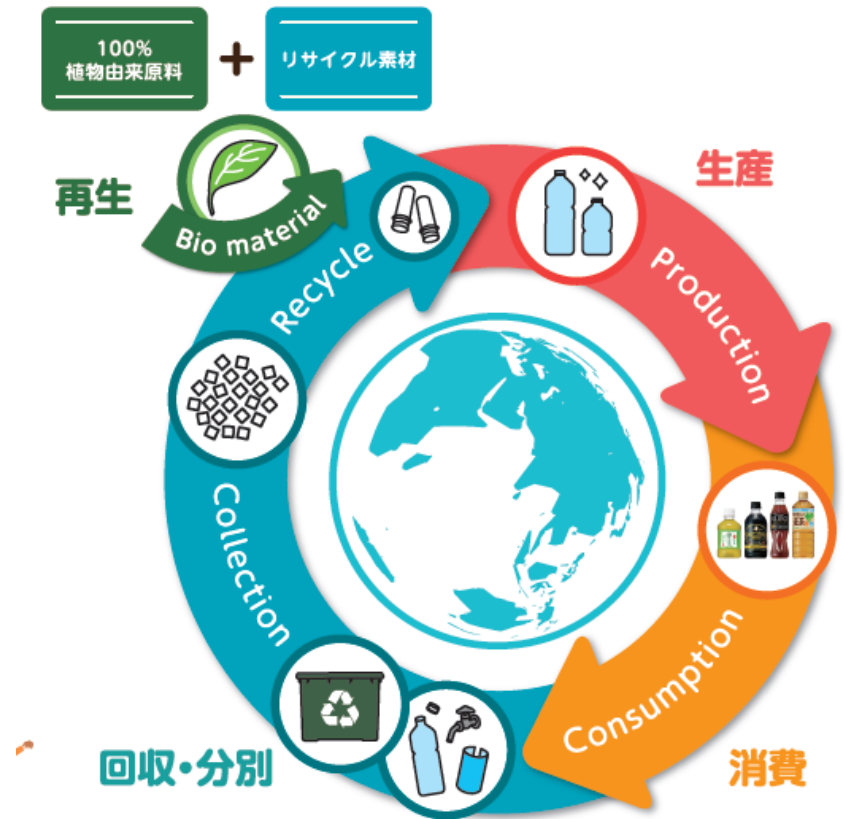 100%
植物由来原料
+
リサイクル素材
再生
Bio material
Recycle
生産
Production
Collection
Consumption
回収・分別
消費